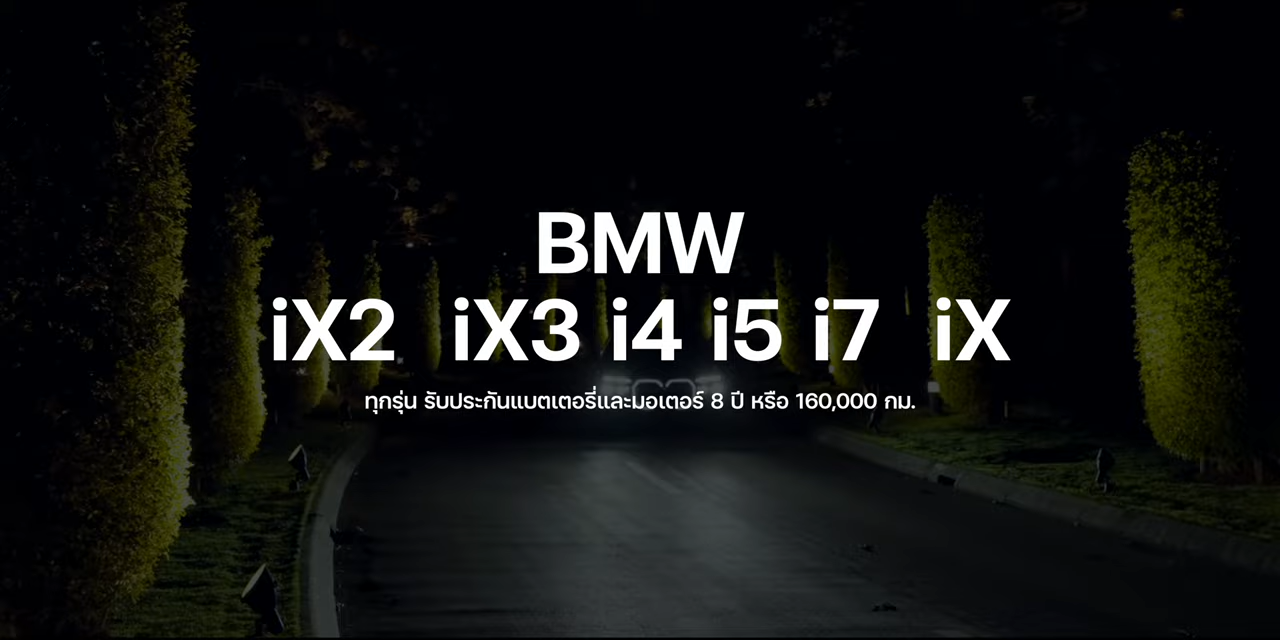 BMW
iX2 iX3 i4 i5 i7 iX
ทุกรุ่น รับประกันแบตเตอรี่และมอเตอร์ 8 ปี หรือ 160,000 กม.